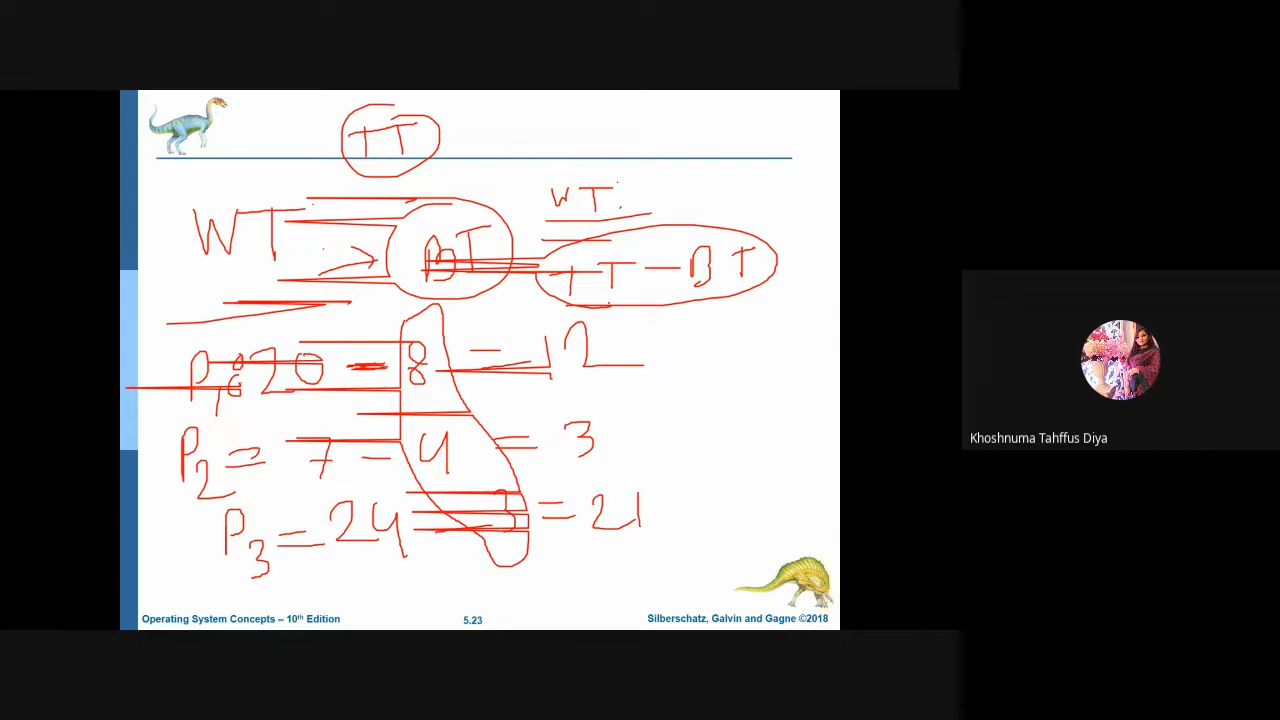 TT
WT BT WT:
TT - BT
P1: 20 - 8 = 12
P2 = 7 - 4 = 3
P3 = 24 - 3 = 21
Khoshnuma Tahffus Diya
Operating System Concepts – 10th Edition 5.23 Silberschatz, Galvin and Gagne ©2018